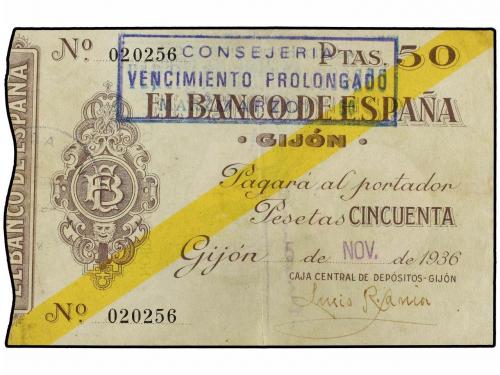 Nº 020256
PTAS. 50
CONSEJERIA
VENCIMIENTO PROLONGADO
EL BANCO DE ESPAÑA
· GIJÓN ·
Pagará al portador
Pesetas CINCUENTA
Gijón 5 de NOV. de 1936
CAJA CENTRAL DE DEPÓSITOS-GIJÓN
Nº 020256
EL BANCO DE ESPAÑA